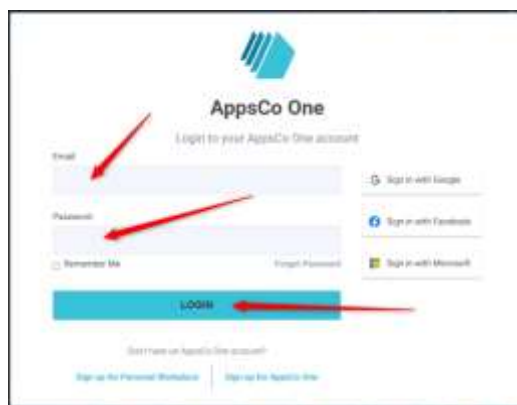 AppsCo One
Login to your AppsCo One account
Email
Sign in with Google
Password
Sign in with Facebook
Remember Me
Forgot Password
Sign in with Microsoft
LOGIN
Don't have an AppsCo One account?
Sign up for Personal Workplace
Sign up for AppsCo One